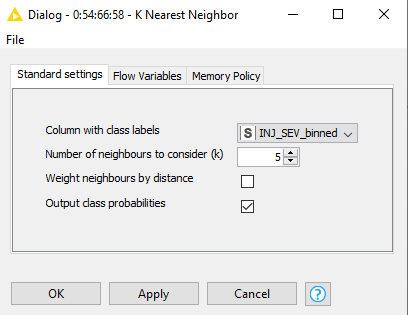 Dialog - 0:54:66:58 - K Nearest Neighbor
File
Standard settings Flow Variables Memory Policy
Column with class labels S INJ_SEV_binned
Number of neighbours to consider (k) 5
Weight neighbours by distance
Output class probabilities
OK Apply Cancel ?